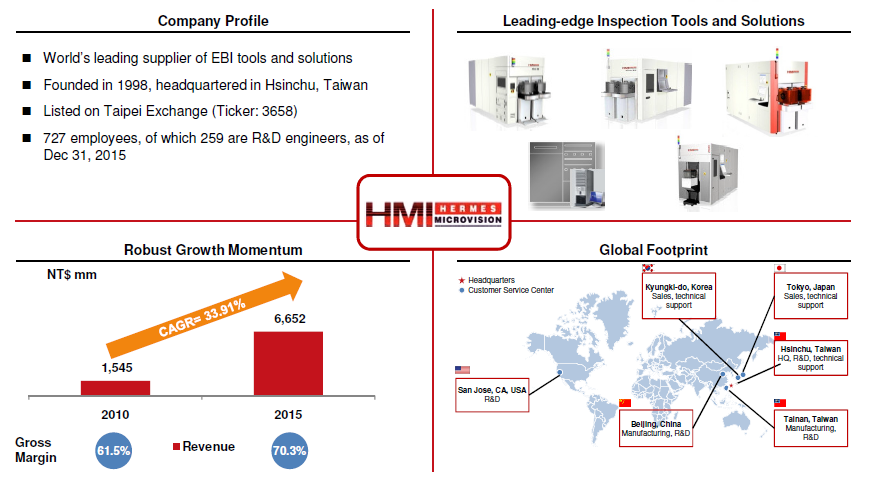 Company Profile
World's leading supplier of EBI tools and solutions
Founded in 1998, headquartered in Hsinchu, Taiwan
Listed on Taipei Exchange (Ticker: 3658)
727 employees, of which 259 are R&D engineers, as of
Dec 31, 2015
Leading-edge Inspection Tools and Solutions
HMI HERMES
MICROVISION
Robust Growth Momentum
NT$ mm
CAGR= 33.91%
1,545
6,652
2010
2015
Gross
Margin
61.5%
Revenue
70.3%
Global Footprint
Headquarters
Customer Service Center
Kyungki-do, Korea
Sales, technical
support
Tokyo, Japan
Sales, technical
support
Hsinchu, Taiwan
HQ, R&D, technical
support
San Jose, CA, USA
R&D
Beijing, China
Manufacturing, R&D
Tainan, Taiwan
Manufacturing,
R&D